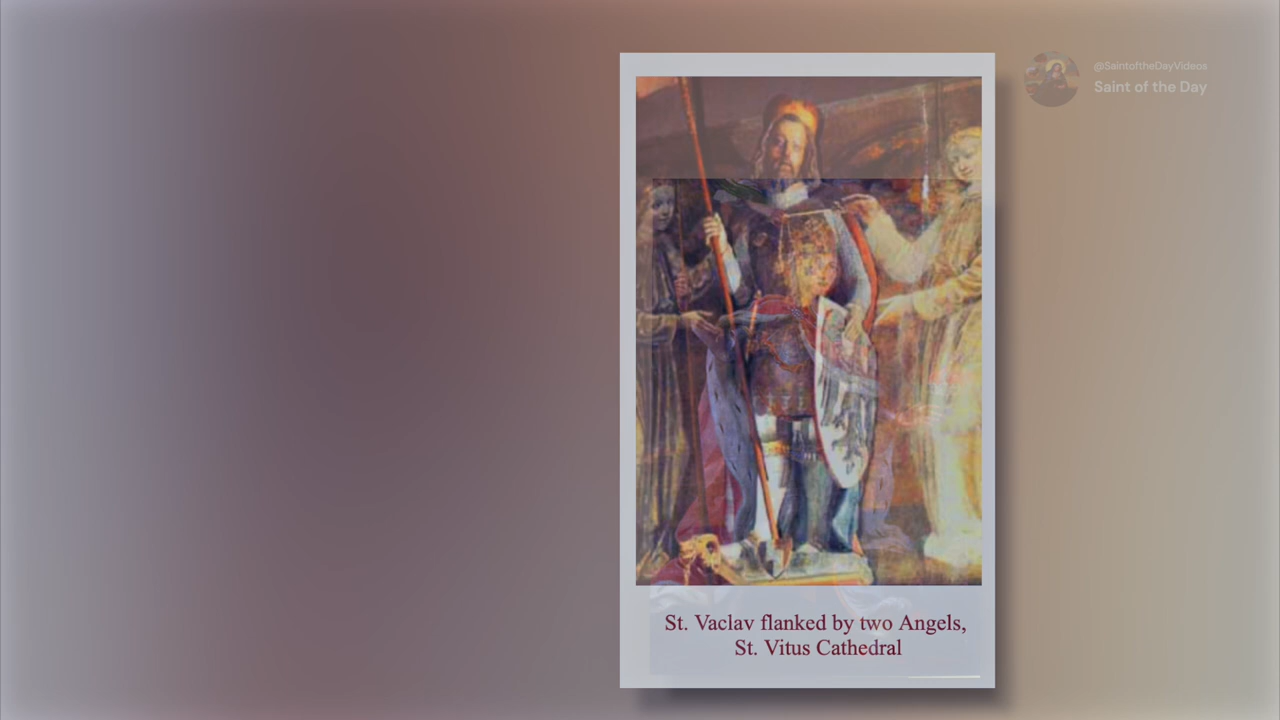 @SaintoftheDayVideos
Saint of the Day
St. Vaclav flanked by two Angels,
St. Vitus Cathedral